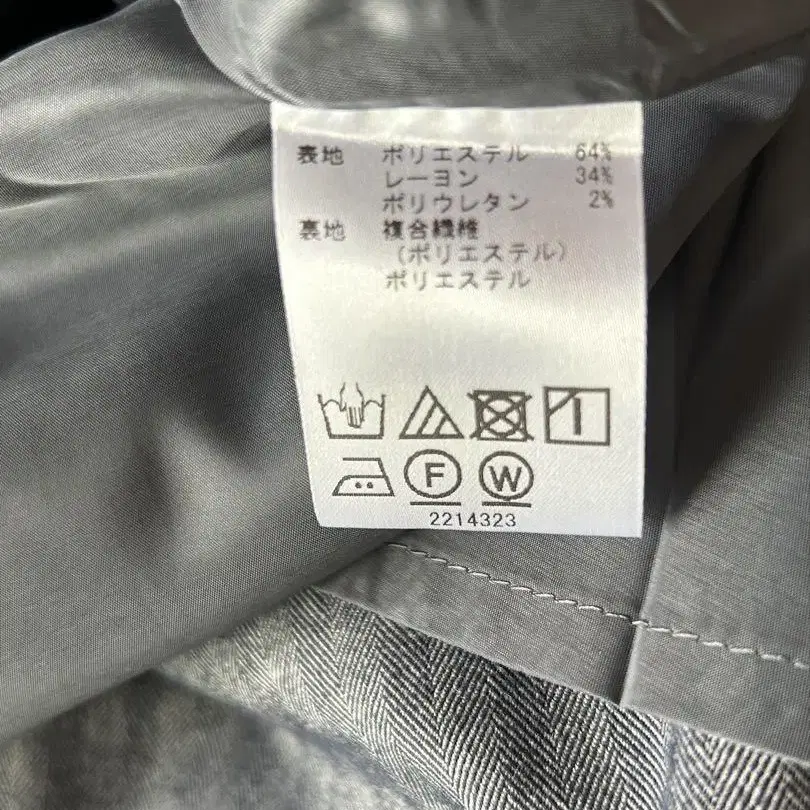 表地 ポリエステル 64%
レーヨン 34%
ポリウレタン 2%
裏地 複合繊維
(ポリエステル)
ポリエステル
F W
2214323